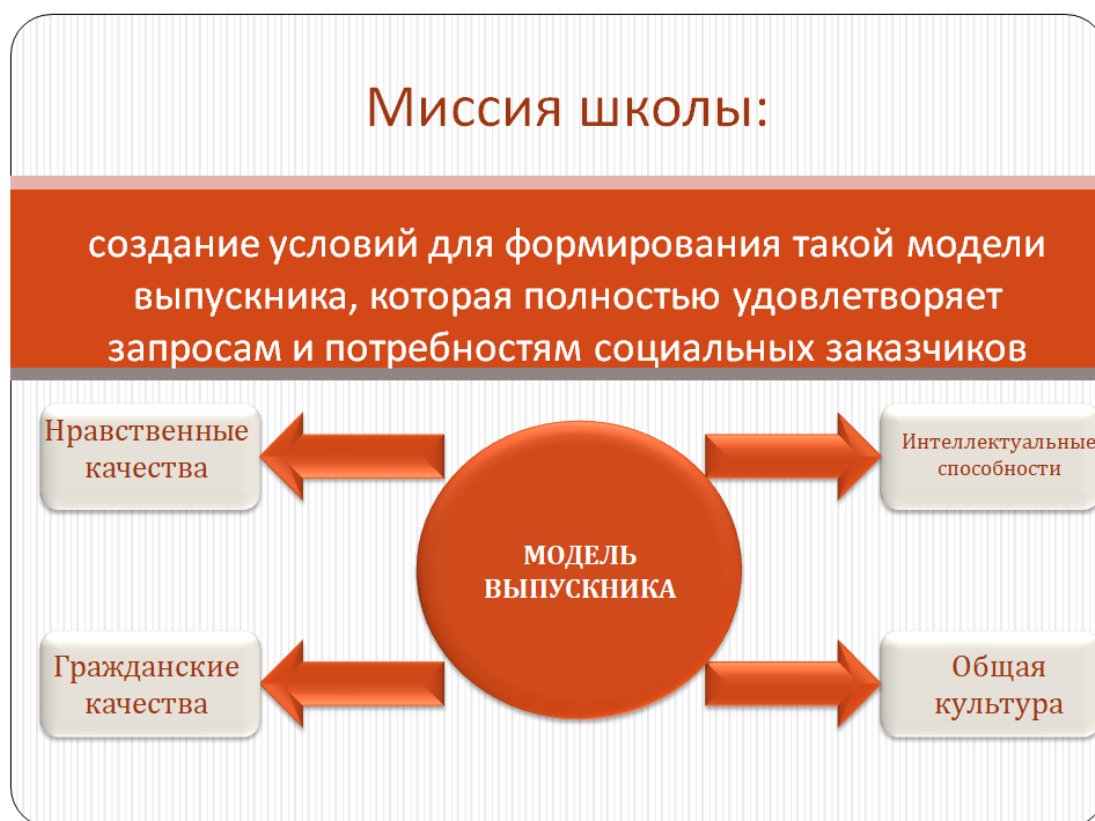 Миссия школы:
создание условий для формирования такой модели
выпускника, которая полностью удовлетворяет
запросам и потребностям социальных заказчиков
Нравственные
качества
Интеллектуальные
способности
МОДЕЛЬ
ВЫПУСКНИКА
Гражданские
качества
Общая
культура